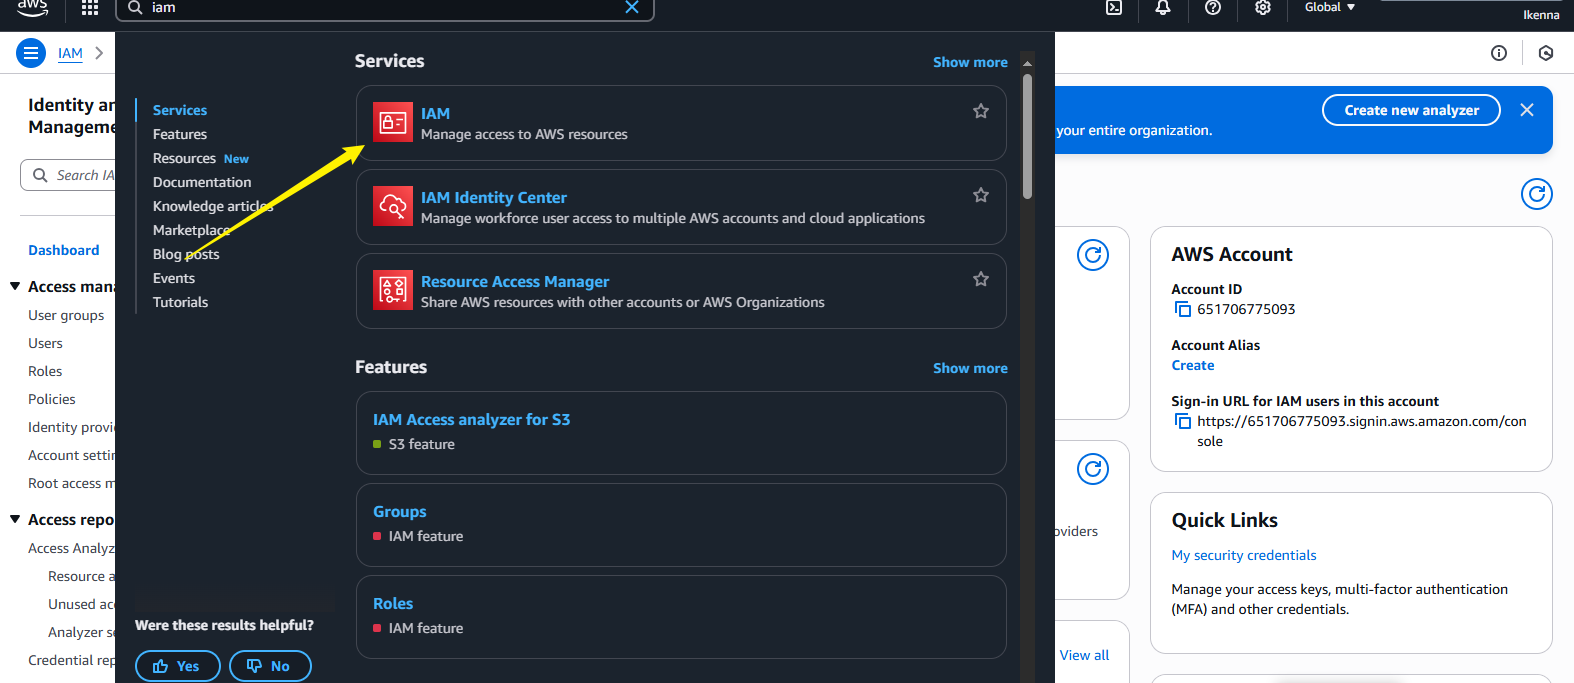 aws
iam
Global
Ikenna
IAM
Identity an
Manageme
Search IA
Dashboard
Access mana
User groups
Users
Roles
Policies
Identity provi
Account settin
Root access m
Access repo
Access Analyz
Resource a
Unused acc
Analyzer se
Credential rep
Services
Features
Resources New
Documentation
Knowledge articles
Marketplace
Blog posts
Events
Tutorials
Were these results helpful?
Yes
No
Services
Show more
IAM
Manage access to AWS resources
IAM Identity Center
Manage workforce user access to multiple AWS accounts and cloud applications
Resource Access Manager
Share AWS resources with other accounts or AWS Organizations
Features
Show more
IAM Access analyzer for S3
S3 feature
Groups
IAM feature
Roles
IAM feature
your entire organization.
Create new analyzer
oviders
View all
AWS Account
Account ID
651706775093
Account Alias
Create
Sign-in URL for IAM users in this account
https://651706775093.signin.aws.amazon.com/con
sole
Quick Links
My security credentials
Manage your access keys, multi-factor authentication
(MFA) and other credentials.